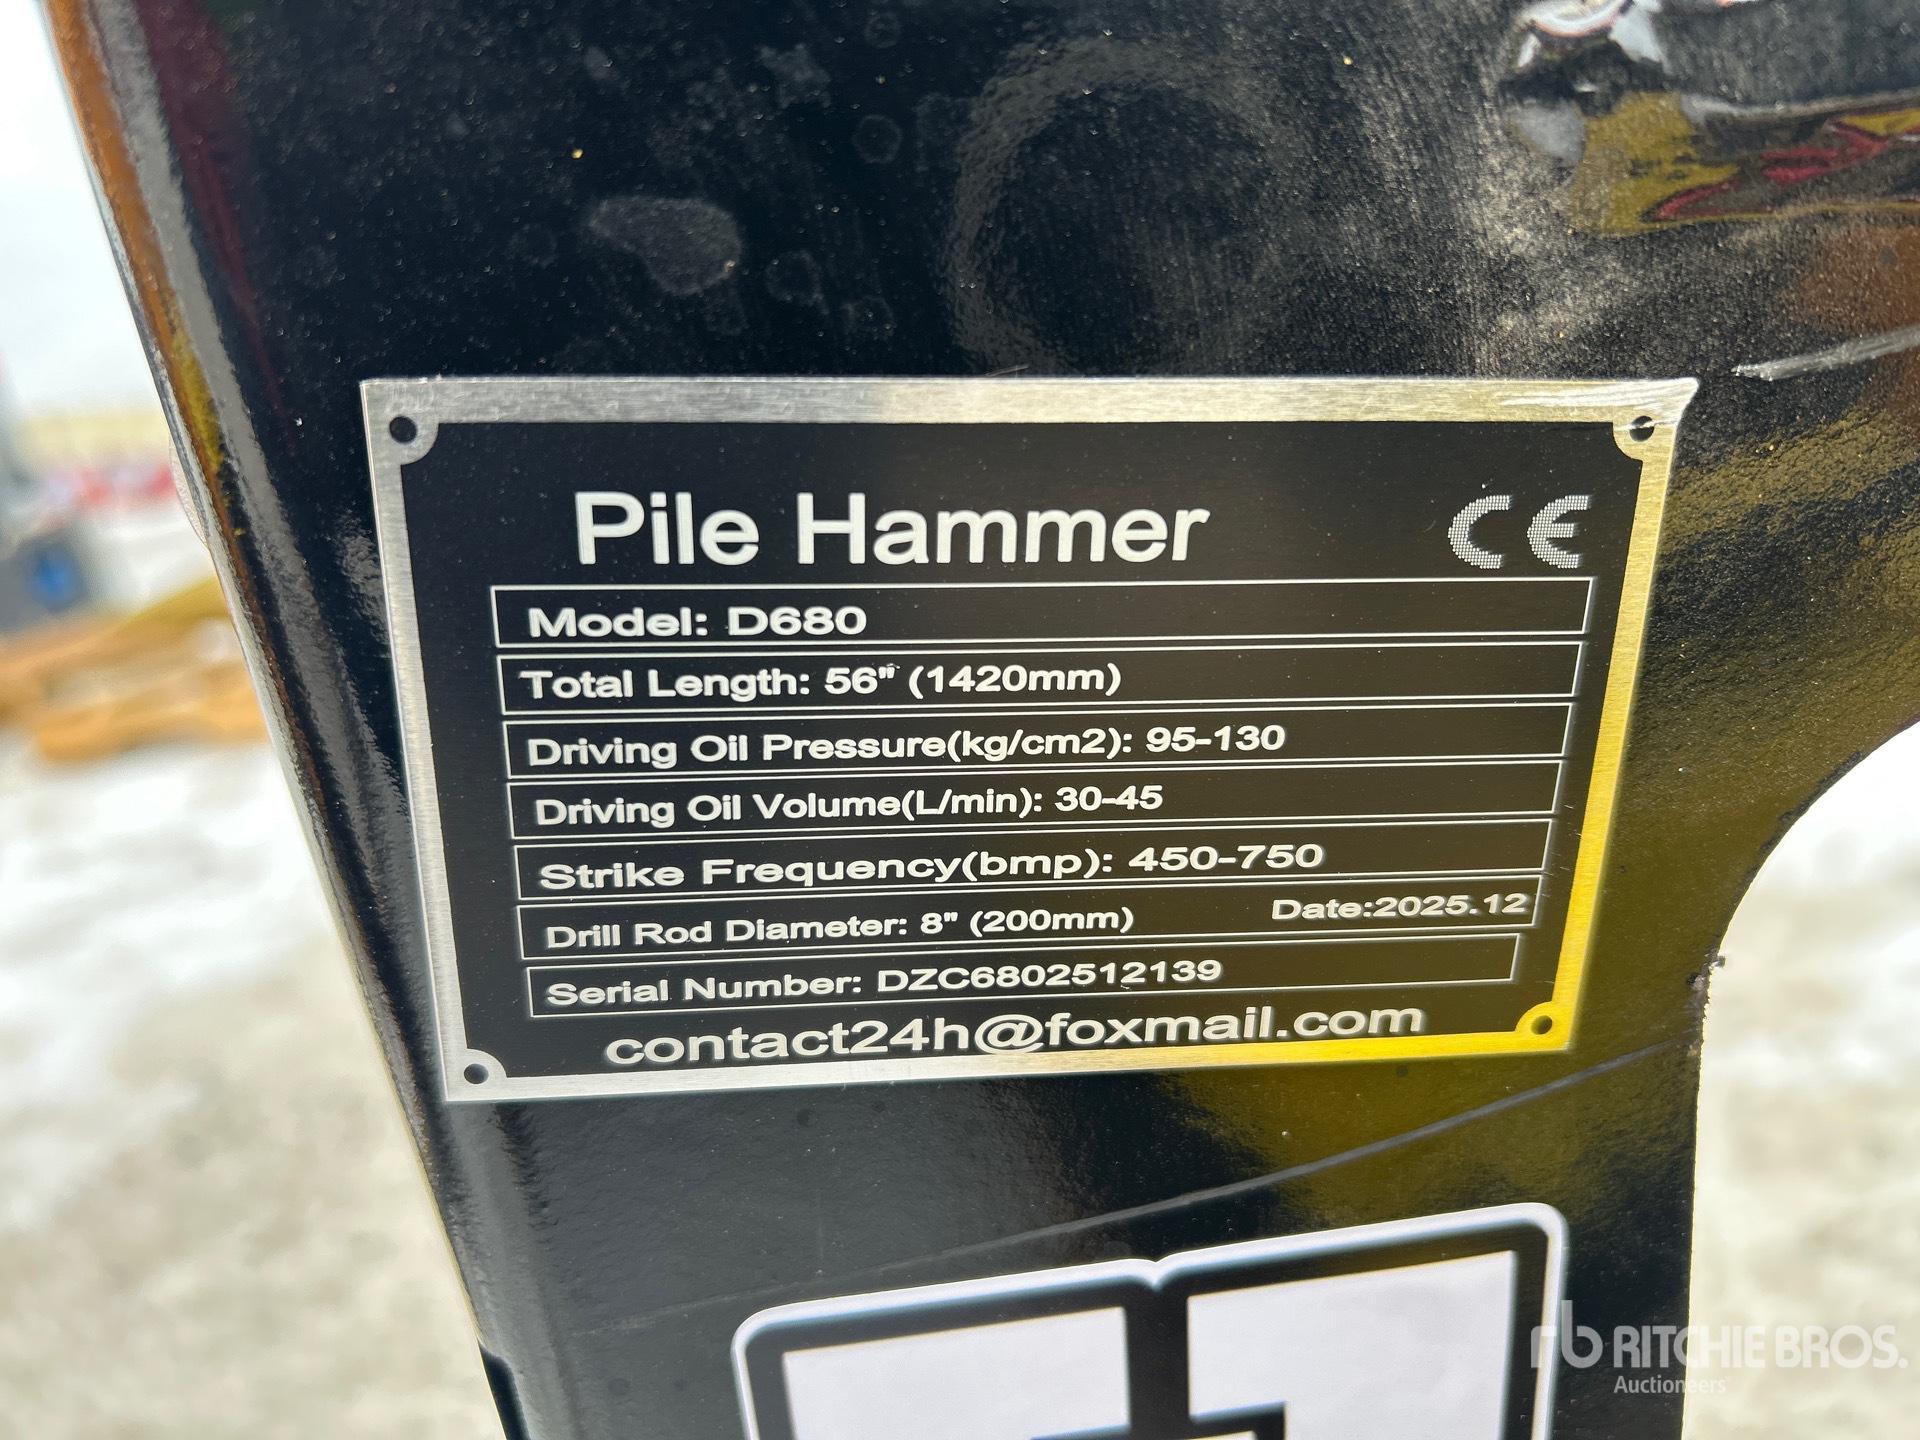 Pile Hammer CE
Model: D680
Total Length: 56" (1420mm)
Driving Oil Pressure(kg/cm2): 95-130
Driving Oil Volume(L/min): 30-45
Strike Frequency(bmp): 450-750
Drill Rod Diameter: 8" (200mm) Date:2025.12
Serial Number: DZC6802512139
contact24h@foxmail.com
rb RITCHIE BROS.
Auctioneers